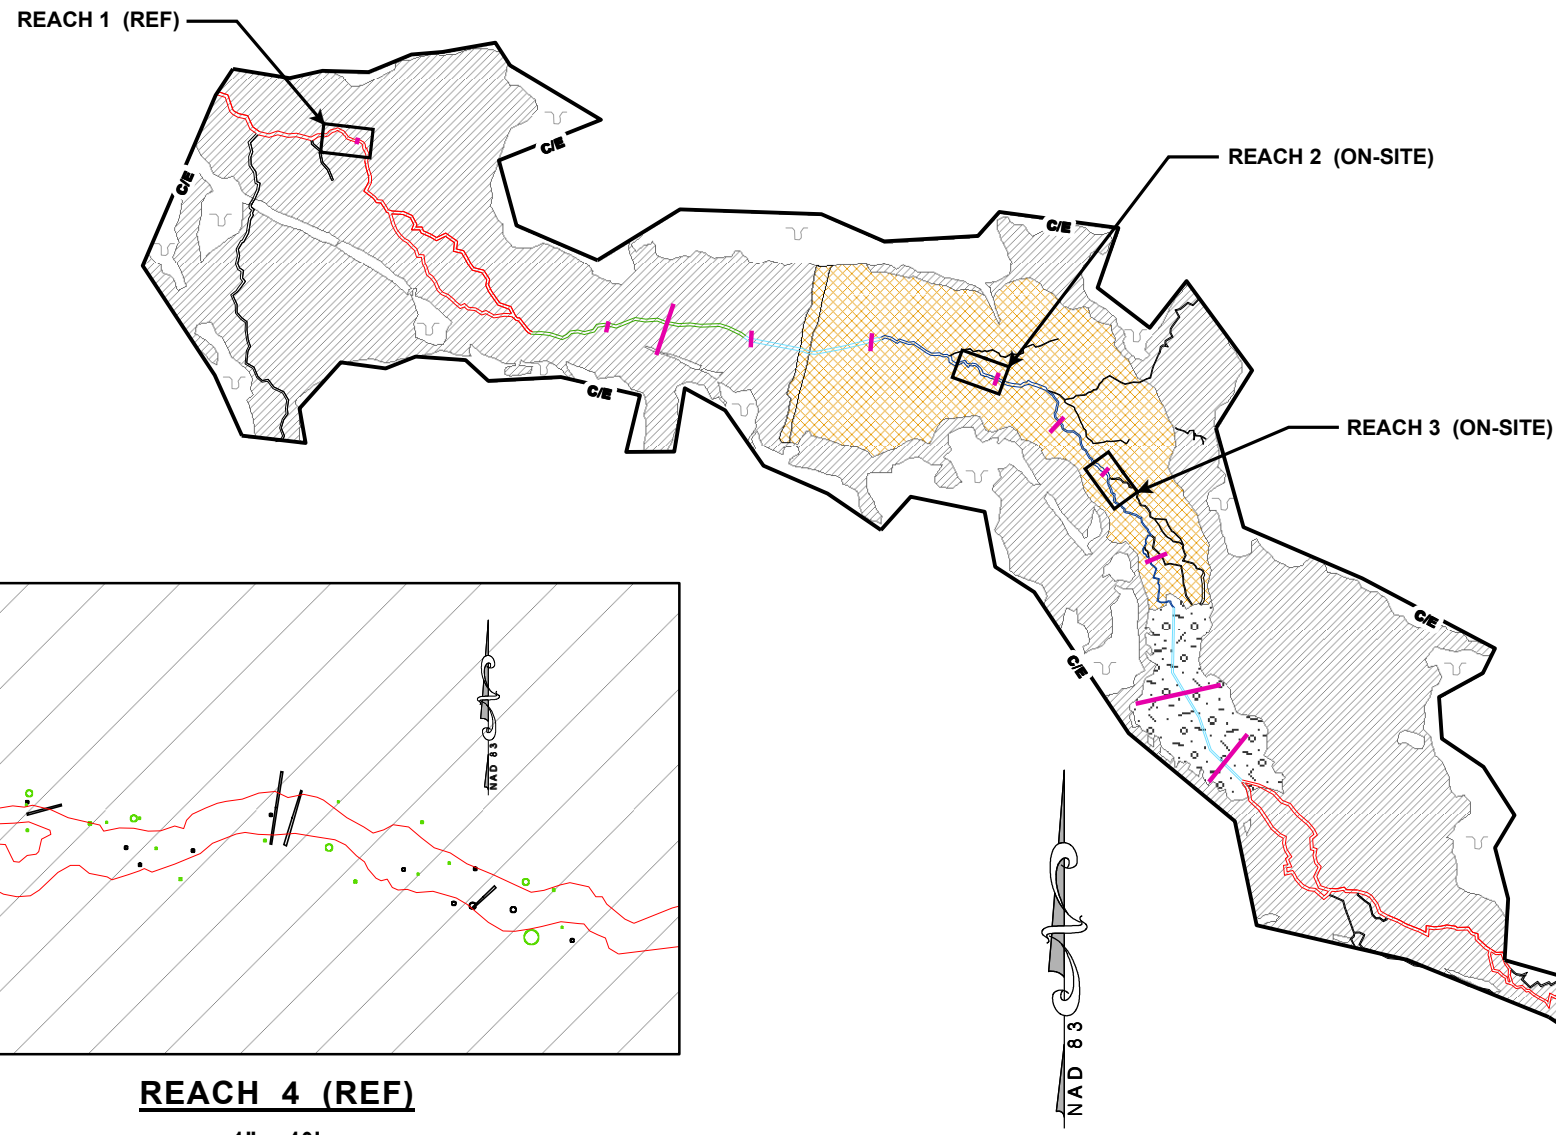 REACH 1 (REF)
C/E
C/E
REACH 2 (ON-SITE)
C/E
C/E
REACH 3 (ON-SITE)
C/E
C/E
NAD 83
NAD 83
REACH 4 (REF)